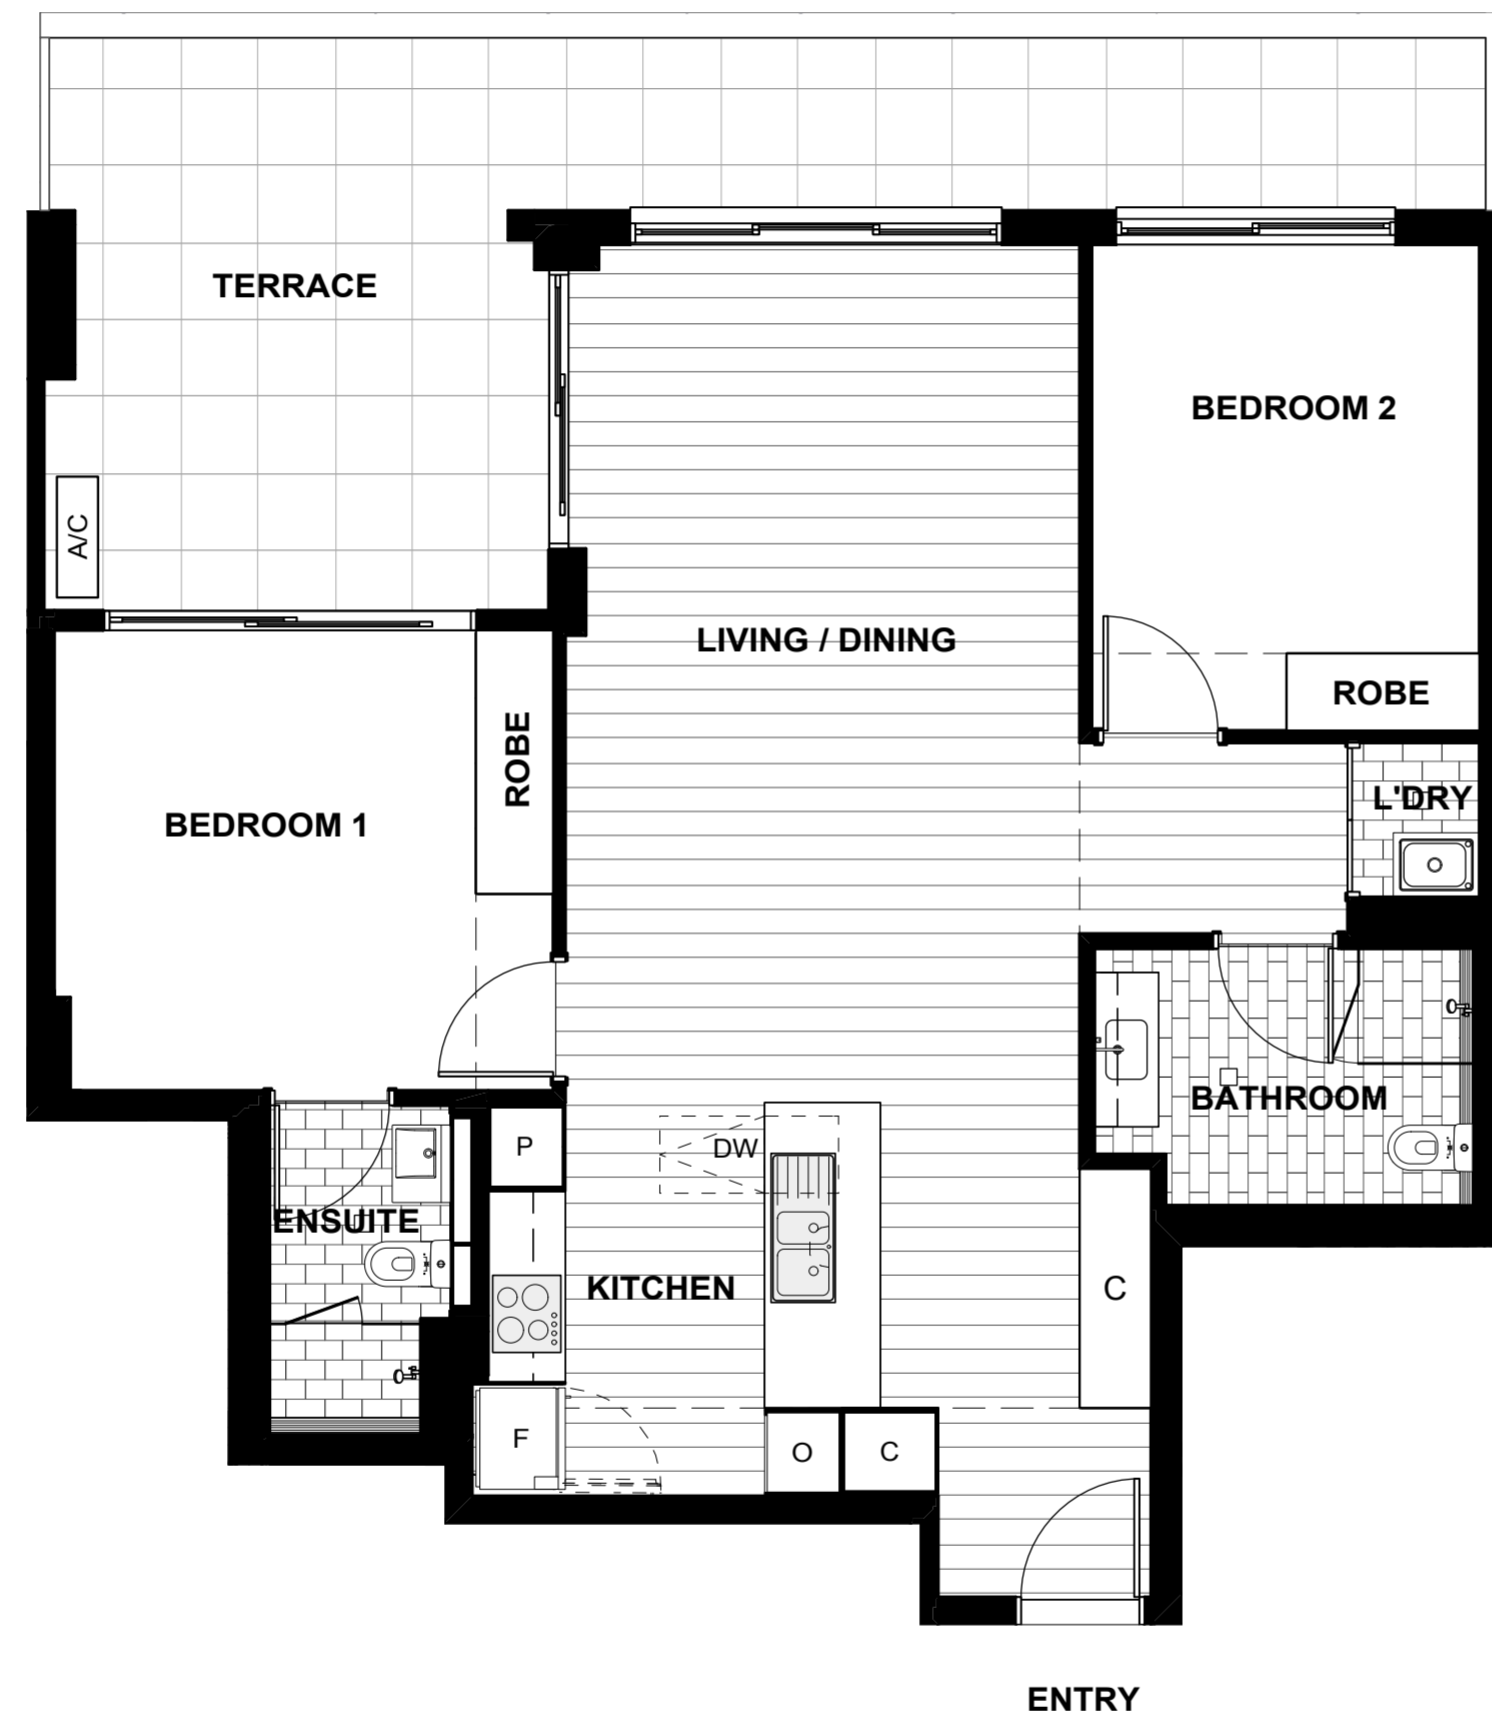 TERRACE
BEDROOM 2
A/C
LIVING / DINING
ROBE
ROBE
L'DRY
BEDROOM 1
BATHROOM
P
DW
ENSUITE
KITCHEN
C
F
O
C
ENTRY